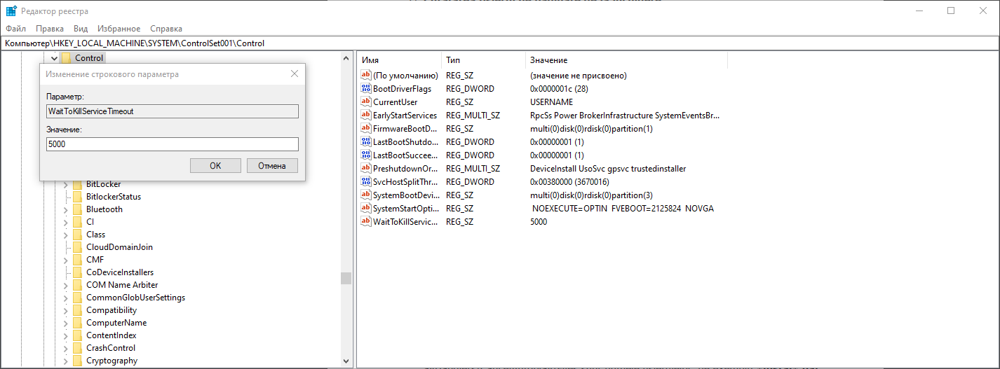 Редактор реестра
Файл Правка Вид Избранное Справка
Компьютер\HKEY_LOCAL_MACHINE\SYSTEM\ControlSet001\Control
Control
Изменение строкового параметра
Параметр:
WaitToKillServiceTimeout
Значение:
5000
OK Отмена
BitLocker
BitlockerStatus
Bluetooth
CI
Class
CloudDomainJoin
CMF
CoDeviceInstallers
COM Name Arbiter
CommonGlobUserSettings
Compatibility
ComputerName
ContentIndex
CrashControl
Cryptography
Имя Тип Значение
(По умолчанию) REG_SZ (значение не присвоено)
BootDriverFlags REG_DWORD 0x0000001c (28)
CurrentUser REG_SZ USERNAME
EarlyStartServices REG_MULTI_SZ RpcSs Power BrokerInfrastructure SystemEventsBr...
FirmwareBootD... REG_SZ multi(0)disk(0)rdisk(0)partition(1)
LastBootShutdo... REG_DWORD 0x00000001 (1)
LastBootSuccee... REG_DWORD 0x00000001 (1)
PreshutdownOr... REG_MULTI_SZ DeviceInstall UsoSvc gpsvc trustedinstaller
SvcHostSplitThr... REG_DWORD 0x00380000 (3670016)
SystemBootDevi... REG_SZ multi(0)disk(0)rdisk(0)partition(3)
SystemStartOpti... REG_SZ NOEXECUTE=OPTIN FVEBOOT=2125824 NOVGA
WaitToKillServic... REG_SZ 5000